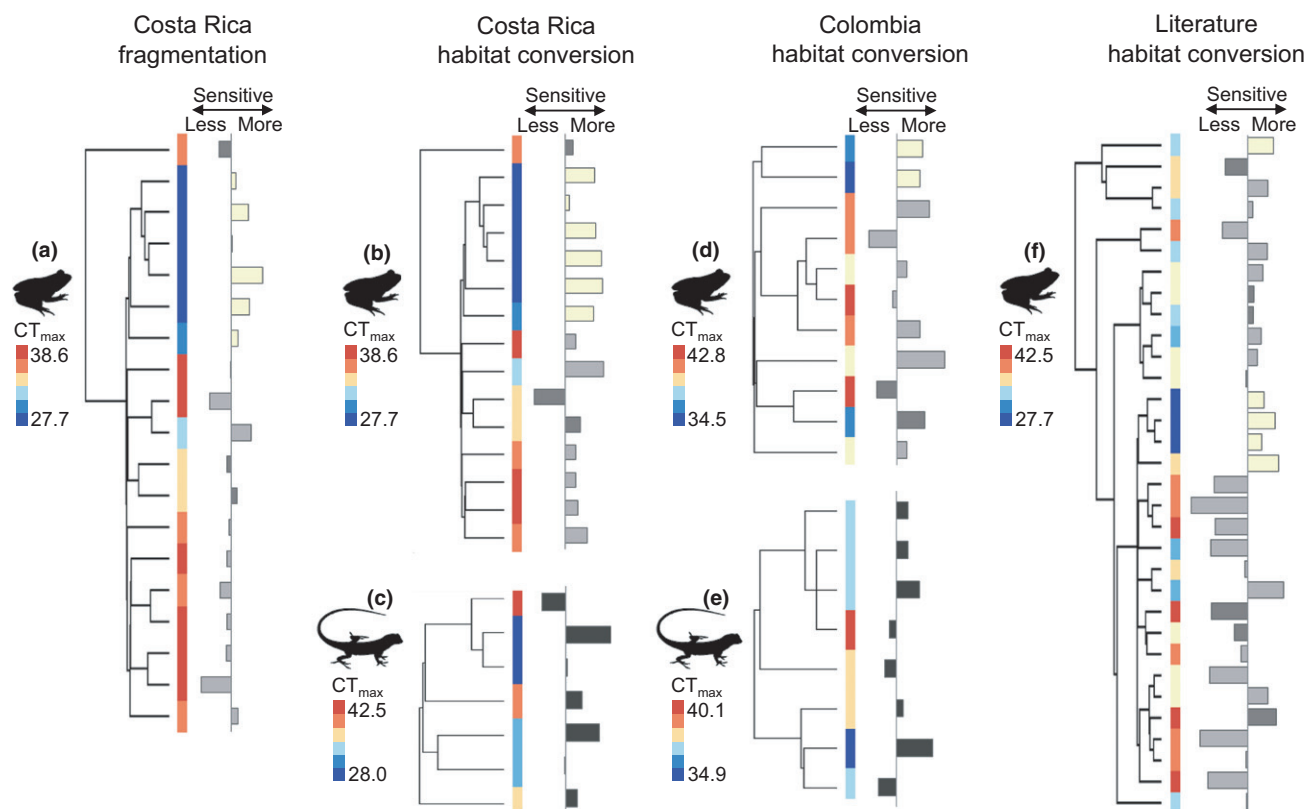 Costa Rica
fragmentation
Costa Rica
habitat conversion
Colombia
habitat conversion
Literature
habitat conversion
Sensitive
Less More
Sensitive
Less More
Sensitive
Less More
Sensitive
Less More
(a)
CTmax
38.6
27.7
(b)
CTmax
38.6
27.7
(c)
CTmax
42.5
28.0
(d)
CTmax
42.8
34.5
(e)
CTmax
40.1
34.9
(f)
CTmax
42.5
27.7